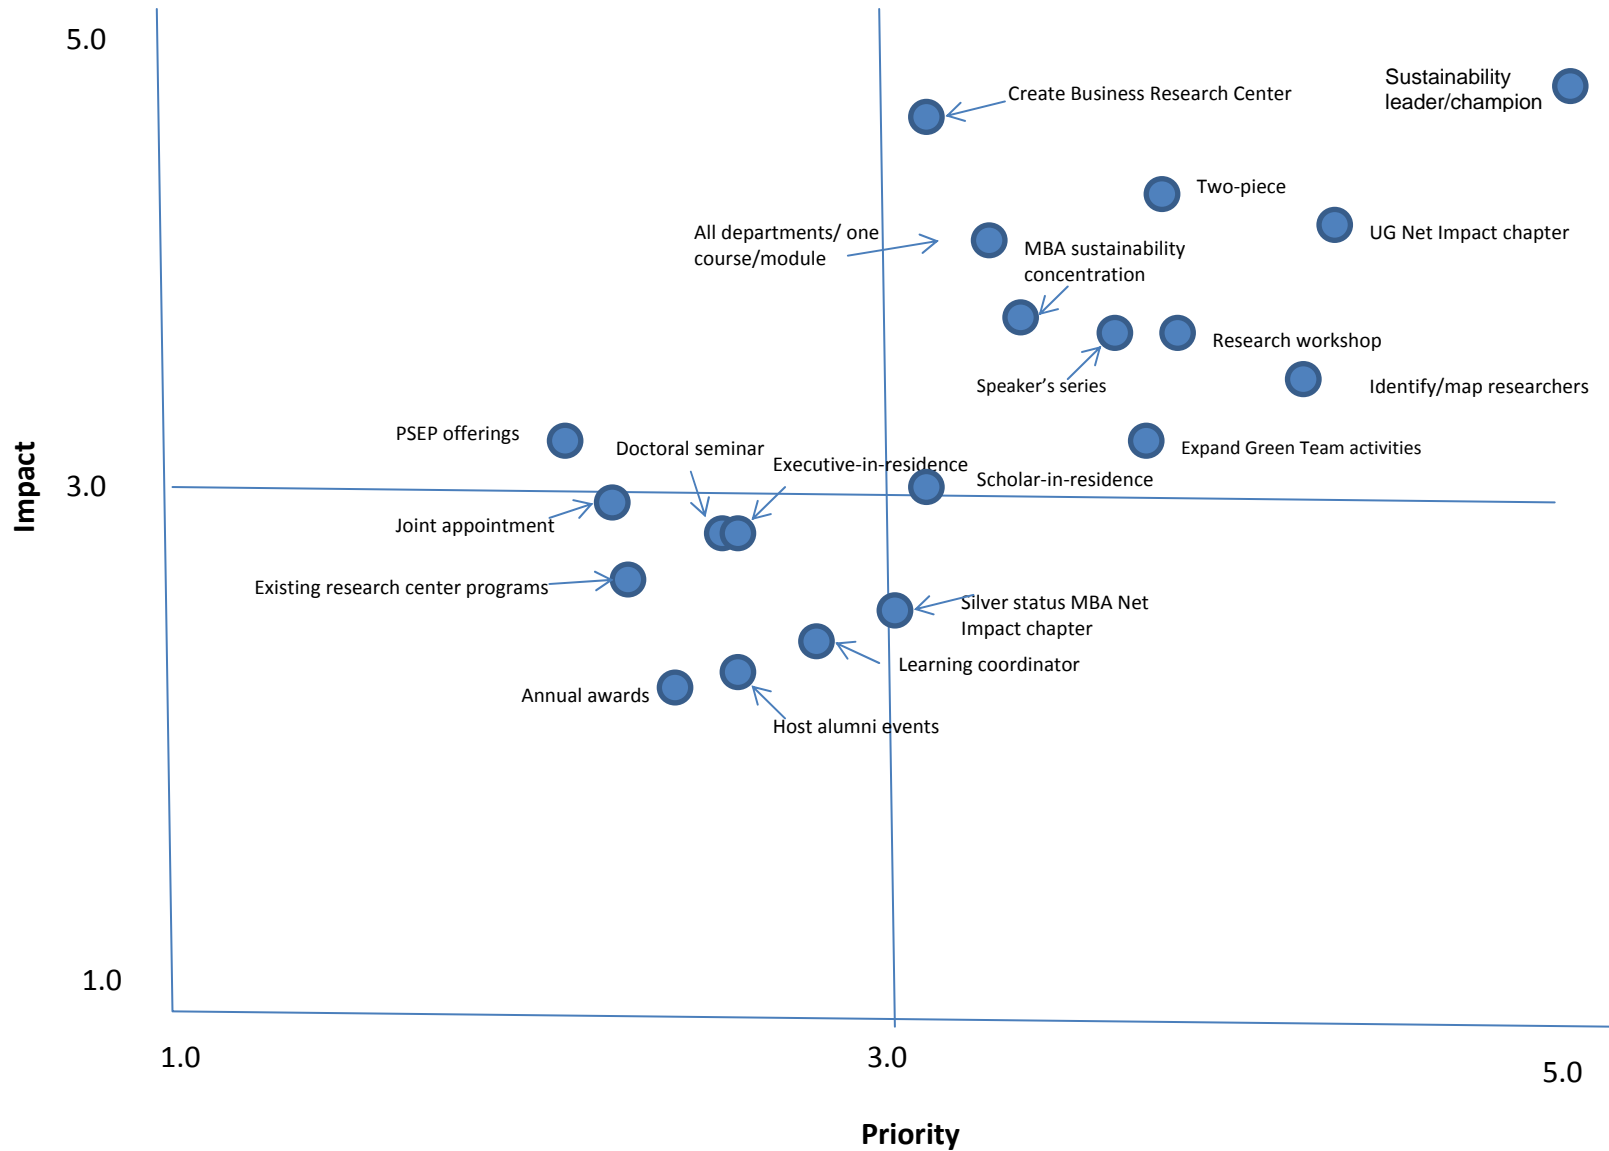 5.0
Sustainability
leader/champion
Create Business Research Center
Two-piece
UG Net Impact chapter
All departments/ one
course/module
MBA sustainability
concentration
Research workshop
Speaker's series
Identify/map researchers
PSEP offerings
Doctoral seminar
Executive-in-residence
Expand Green Team activities
Scholar-in-residence
3.0
Impact
Joint appointment
Existing research center programs
Silver status MBA Net
Impact chapter
Learning coordinator
Annual awards
Host alumni events
1.0
1.0
3.0
5.0
Priority